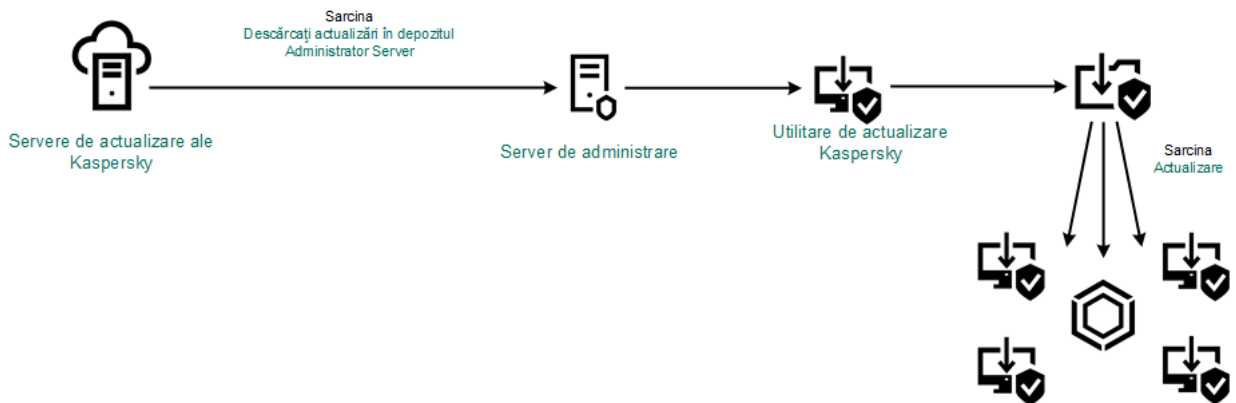 Sarcina
Descărcați actualizări în depozitul
Administrator Server
Servere de actualizare ale
Kaspersky
Server de administrare
Utilitare de actualizare
Kaspersky
Sarcina
Actualizare